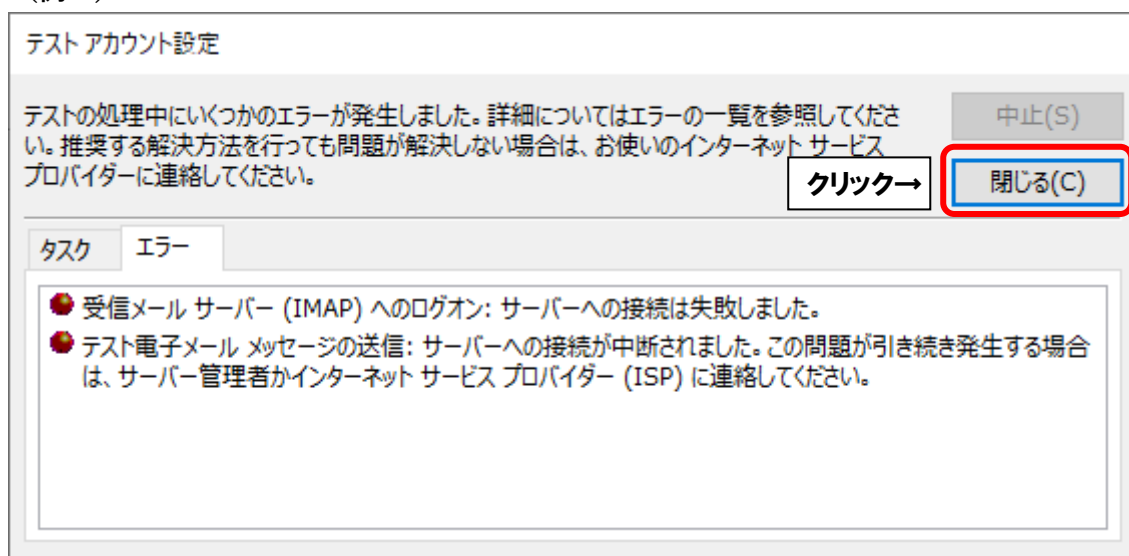 テスト アカウント設定
テストの処理中にいくつかのエラーが発生しました。詳細についてはエラーの一覧を参照してくださ
い。推奨する解決方法を行っても問題が解決しない場合は、お使いのインターネット サービス
プロバイダーに連絡してください。
中止(S)
クリック→
閉じる(C)
タスク
エラー
受信メール サーバー (IMAP) へのログオン: サーバーへの接続は失敗しました。
テスト電子メール メッセージの送信: サーバーへの接続が中断されました。この問題が引き続き発生する場合
は、サーバー管理者かインターネット サービス プロバイダー (ISP) に連絡してください。